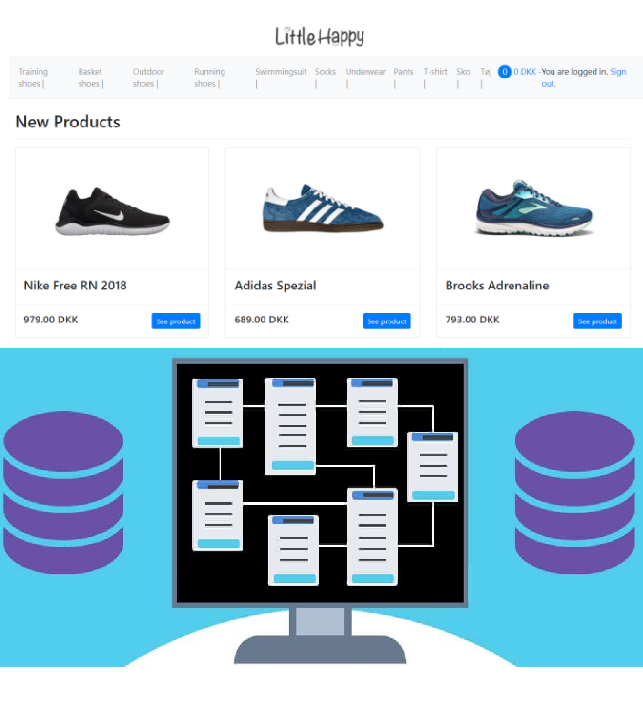 Little Happy
Training Basket Outdoor Running Swimmingsuit Socks Undewear Pants T-shirt Sko Tøj 0 0 DKK -You are logged in. Sign
shoes | shoes | shoes | shoes | | | | | | | | out.
New Products
Nike Free RN 2018 Adidas Spezial Brooks Adrenaline
979.00 DKK See product 689.00 DKK See product 793.00 DKK See product